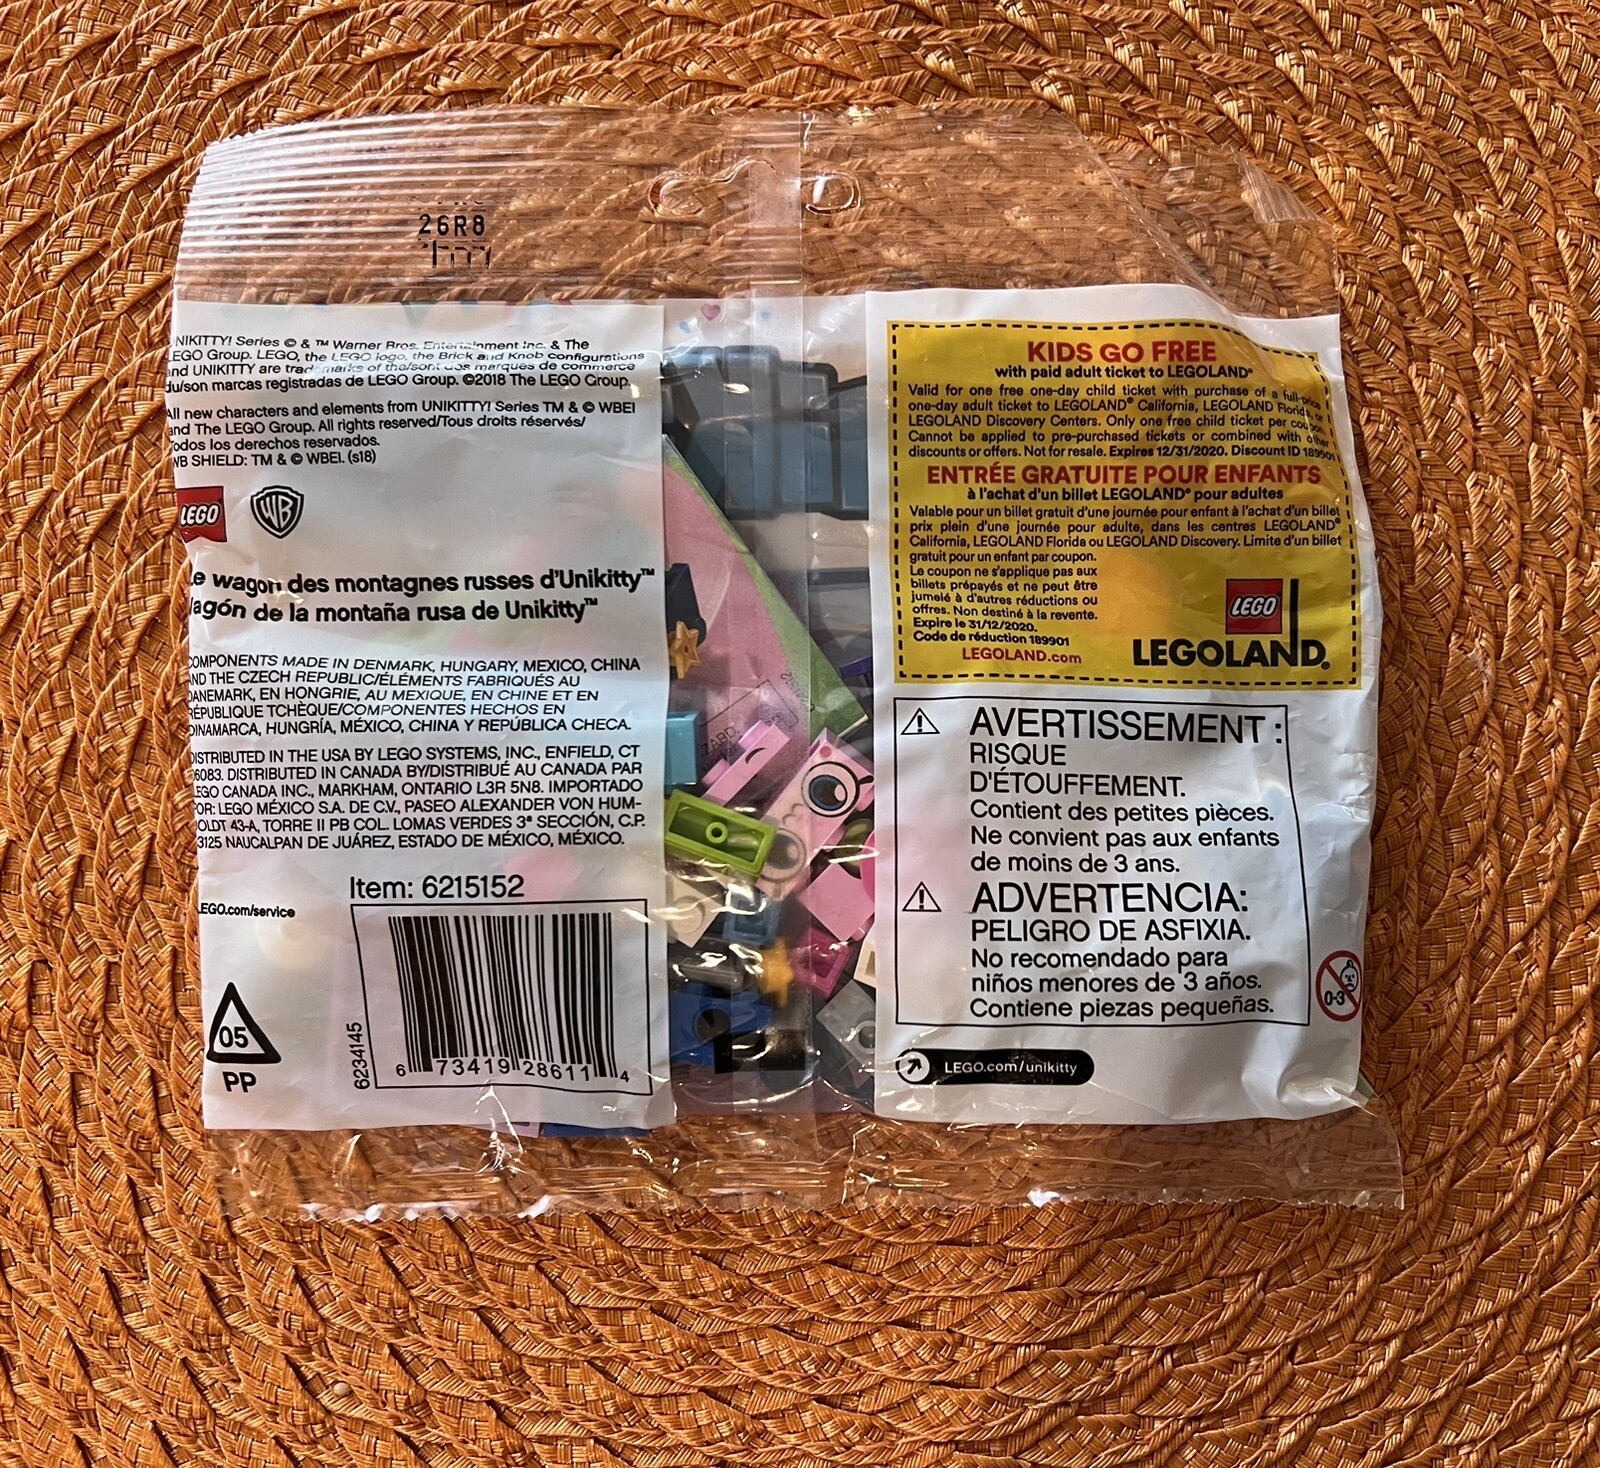 26R8
NIKITTY! Series © & ™ Warner Bros. Entertainment Inc. & The
LEGO Group. LEGO, the LEGO logo, the Brick and Knob configurations
and UNIKITTY are trademarks of the/sont des marques de commerce
du/son marcas registradas de LEGO Group. ©2018 The LEGO Group.
All new characters and elements from UNIKITTY! Series TM & © WBEI
and The LEGO Group. All rights reserved/Tous droits réservés/
Todos los derechos reservados.
WB SHIELD: TM & © WBEI. (s18)
LEGO
WB
e wagon des montagnes russes d'Unikitty™
agón de la montaña rusa de Unikitty™
COMPONENTS MADE IN DENMARK, HUNGARY, MEXICO, CHINA
AND THE CZECH REPUBLIC/ÉLÉMENTS FABRIQUÉS AU
DANEMARK, EN HONGRIE, AU MEXIQUE, EN CHINE ET EN
RÉPUBLIQUE TCHÈQUE/COMPONENTES HECHOS EN
DINAMARCA, HUNGRÍA, MÉXICO, CHINA Y REPÚBLICA CHECA.
DISTRIBUTED IN THE USA BY LEGO SYSTEMS, INC., ENFIELD, CT
06083. DISTRIBUTED IN CANADA BY/DISTRIBUÉ AU CANADA PAR
LEGO CANADA INC., MARKHAM, ONTARIO L3R 5N8. IMPORTADO
POR: LEGO MÉXICO S.A. DE C.V., PASEO ALEXANDER VON HUM-
BOLDT 43-A, TORRE II PB COL. LOMAS VERDES 3ª SECCIÓN, C.P.
3125 NAUCALPAN DE JUÁREZ, ESTADO DE MÉXICO, MÉXICO.
Item: 6215152
LEGO.com/service
05
PP
6234145
6 73419 28611 4
KIDS GO FREE
with paid adult ticket to LEGOLAND®
Valid for one free one-day child ticket with purchase of a full-price
one-day adult ticket to LEGOLAND® California, LEGOLAND Florida, or
LEGOLAND Discovery Centers. Only one free child ticket per coupon.
Cannot be applied to pre-purchased tickets or combined with other
discounts or offers. Not for resale. Expires 12/31/2020. Discount ID 189901
ENTRÉE GRATUITE POUR ENFANTS
à l'achat d'un billet LEGOLAND® pour adultes
Valable pour un billet gratuit d'une journée pour enfant à l'achat d'un billet
prix plein d'une journée pour adulte, dans les centres LEGOLAND®
California, LEGOLAND Florida ou LEGOLAND Discovery. Limite d'un billet
gratuit pour un enfant par coupon.
Le coupon ne s'applique pas aux
billets prépayés et ne peut être
jumelé à d'autres réductions ou
offres. Non destiné à la revente.
Expire le 31/12/2020.
Code de réduction 189901
LEGOLAND.com
LEGO
LEGOLAND®
AVERTISSEMENT :
RISQUE
D'ÉTOUFFEMENT.
Contient des petites pièces.
Ne convient pas aux enfants
de moins de 3 ans.
ADVERTENCIA:
PELIGRO DE ASFIXIA.
No recomendado para
niños menores de 3 años.
Contiene piezas pequeñas.
0-3
LEGO.com/unikitty